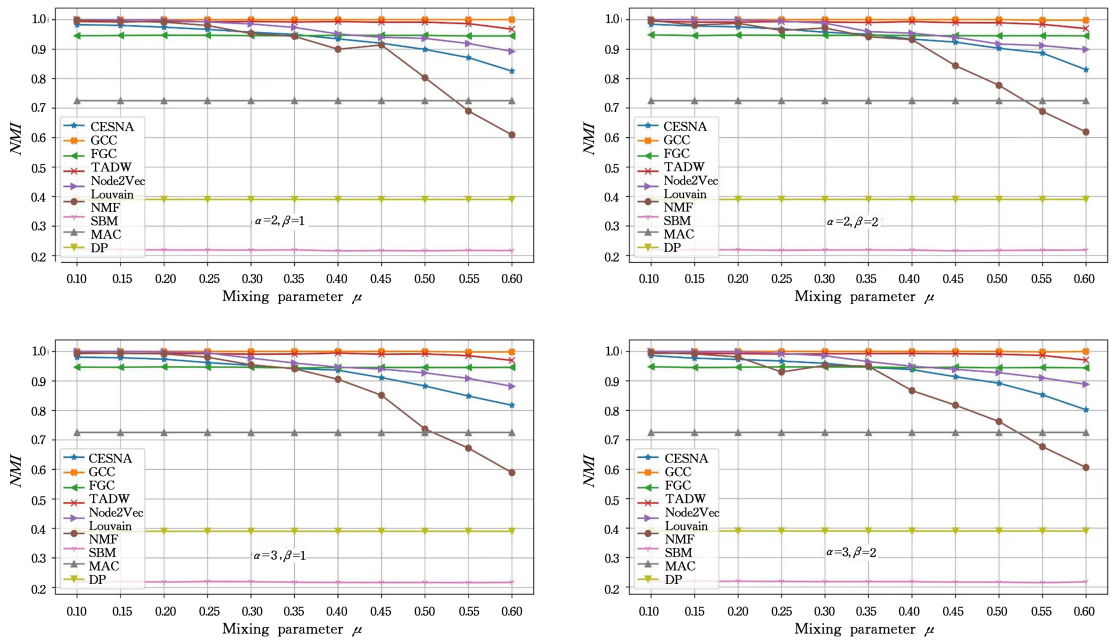 1.0
0.9
0.8
0.7
0.6
0.5
0.4
0.3
0.2
NMI
CESNA
GCC
FGC
TADW
Node2Vec
Louvain
NMF
SBM
MAC
DP
α=2,β=1
0.10 0.15 0.20 0.25 0.30 0.35 0.40 0.45 0.50 0.55 0.60
Mixing parameter μ
1.0
0.9
0.8
0.7
0.6
0.5
0.4
0.3
0.2
NMI
CESNA
GCC
FGC
TADW
Node2Vec
Louvain
NMF
SBM
MAC
DP
α=2,β=2
0.10 0.15 0.20 0.25 0.30 0.35 0.40 0.45 0.50 0.55 0.60
Mixing parameter μ
1.0
0.9
0.8
0.7
0.6
0.5
0.4
0.3
0.2
NMI
CESNA
GCC
FGC
TADW
Node2Vec
Louvain
NMF
SBM
MAC
DP
α=3,β=1
0.10 0.15 0.20 0.25 0.30 0.35 0.40 0.45 0.50 0.55 0.60
Mixing parameter μ
1.0
0.9
0.8
0.7
0.6
0.5
0.4
0.3
0.2
NMI
CESNA
GCC
FGC
TADW
Node2Vec
Louvain
NMF
SBM
MAC
DP
α=3,β=2
0.10 0.15 0.20 0.25 0.30 0.35 0.40 0.45 0.50 0.55 0.60
Mixing parameter μ